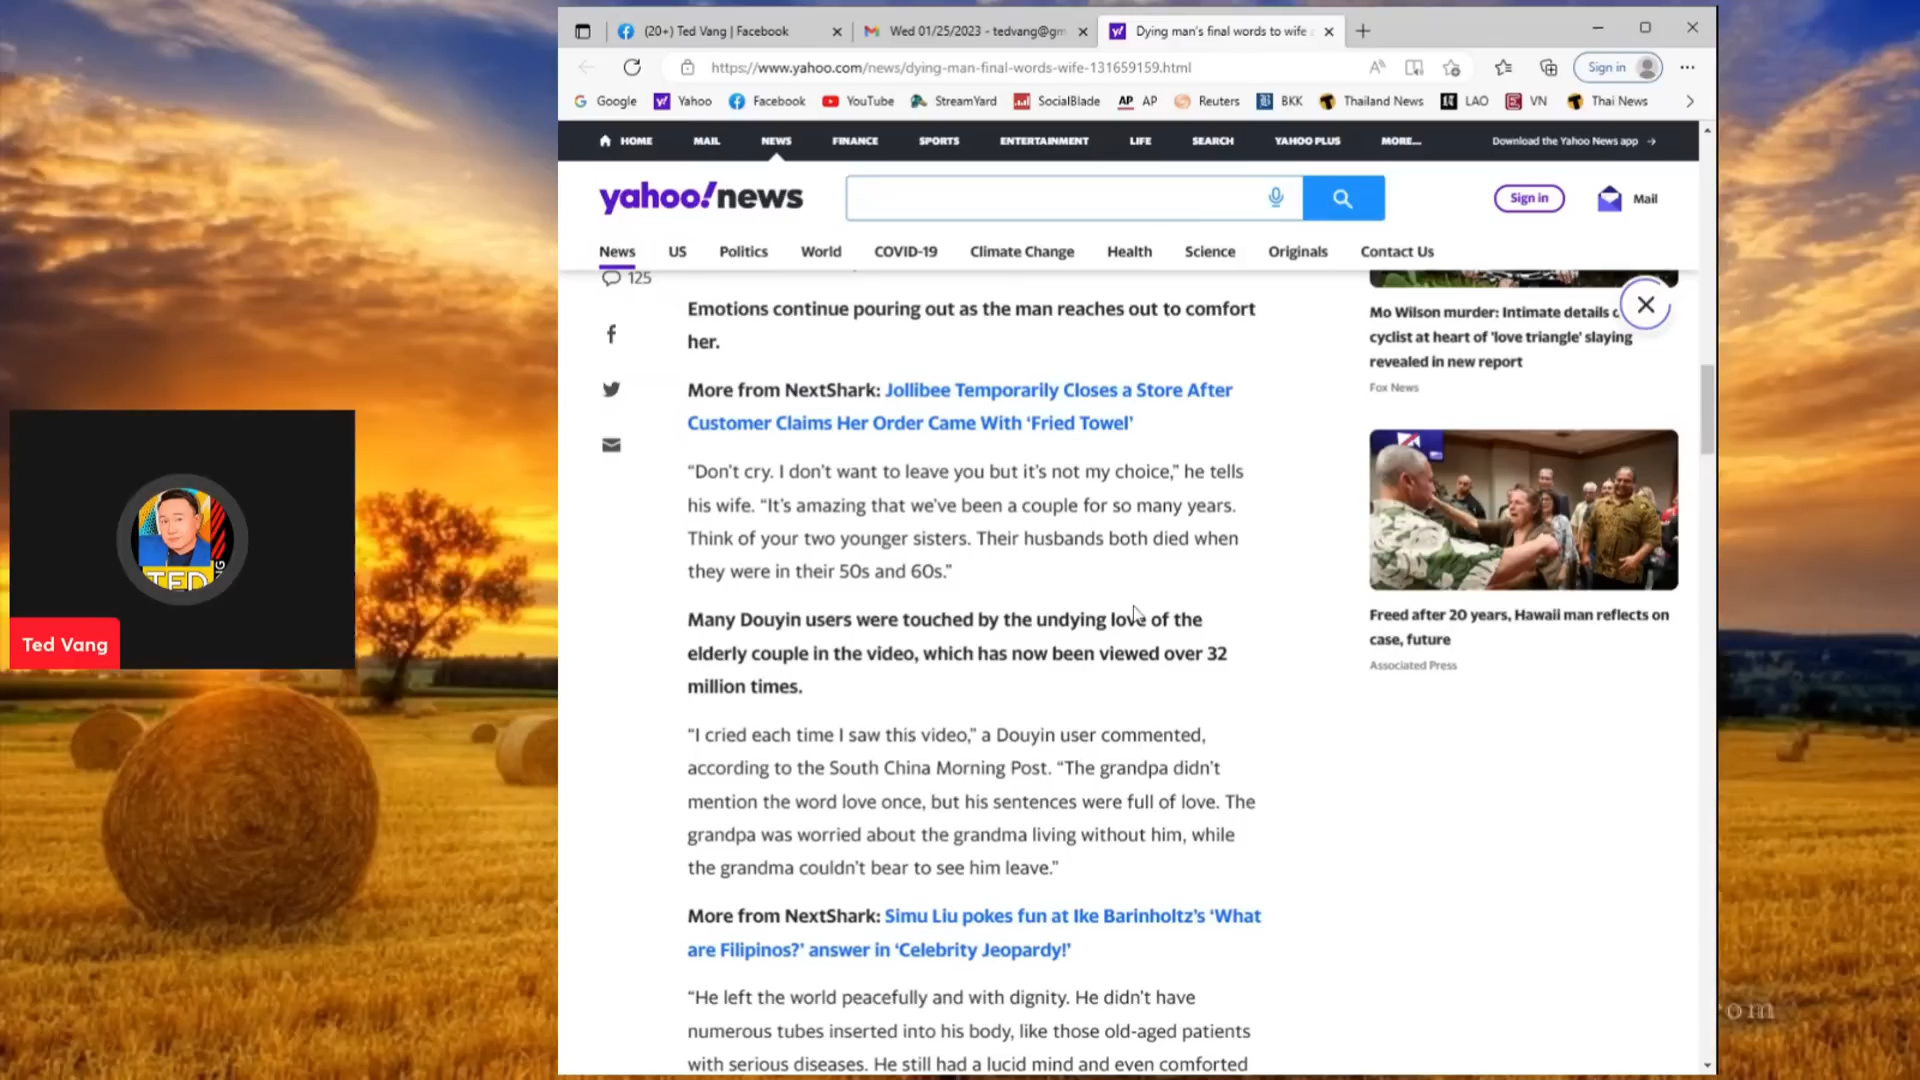 (20+) Ted Vang | Facebook
Wed 01/25/2023 - tedvang@gm
Dying man's final words to wife
https://www.yahoo.com/news/dying-man-final-words-wife-131659159.html
Sign in
Google
Yahoo
Facebook
YouTube
StreamYard
SocialBlade
AP AP
Reuters
BKK
Thailand News
LAO
VN
Thai News
HOME
MAIL
NEWS
FINANCE
SPORTS
ENTERTAINMENT
LIFE
SEARCH
YAHOO PLUS
MORE...
Download the Yahoo News app
yahoo!news
Sign in
Mail
News
US
Politics
World
COVID-19
Climate Change
Health
Science
Originals
Contact Us
125
Emotions continue pouring out as the man reaches out to comfort
her.
More from NextShark: Jollibee Temporarily Closes a Store After
Customer Claims Her Order Came With ‘Fried Towel’
“Don’t cry. I don’t want to leave you but it’s not my choice,” he tells
his wife. “It’s amazing that we’ve been a couple for so many years.
Think of your two younger sisters. Their husbands both died when
they were in their 50s and 60s.”
Many Douyin users were touched by the undying love of the
elderly couple in the video, which has now been viewed over 32
million times.
“I cried each time I saw this video,” a Douyin user commented,
according to the South China Morning Post. “The grandpa didn’t
mention the word love once, but his sentences were full of love. The
grandpa was worried about the grandma living without him, while
the grandma couldn’t bear to see him leave.”
More from NextShark: Simu Liu pokes fun at Ike Barinholtz’s ‘What
are Filipinos?’ answer in ‘Celebrity Jeopardy!’
“He left the world peacefully and with dignity. He didn’t have
numerous tubes inserted into his body, like those old-aged patients
with serious diseases. He still had a lucid mind and even comforted
Mo Wilson murder: Intimate details
cyclist at heart of 'love triangle' slaying
revealed in new report
Fox News
Freed after 20 years, Hawaii man reflects on
case, future
Associated Press
TED
Ted Vang
om